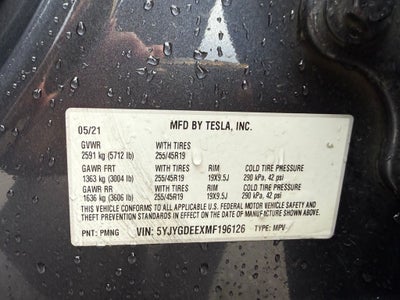 05/21 MFD BY TESLA, INC.
GVWR WITH TIRES
2591 kg (5712 lb) 255/45R19
GAWR FRT WITH TIRES RIM COLD TIRE PRESSURE
1363 kg (3004 lb) 255/45R19 19X9.5J 290 kPa, 42 psi
GAWR RR WITH TIRES RIM COLD TIRE PRESSURE
1636 kg (3606 lb) 255/45R19 19X9.5J 290 kPa, 42 psi
THIS VEHICLE CONFORMS TO ALL APPLICABLE U.S. FEDERAL MOTOR VEHICLE SAFETY AND
THEFT PREVENTION STANDARDS IN EFFECT ON THE DATE OF MANUFACTURE SHOWN ABOVE.
PNT: PMNG VIN: 5YJYGDEEXMF196126 TYPE: MPV